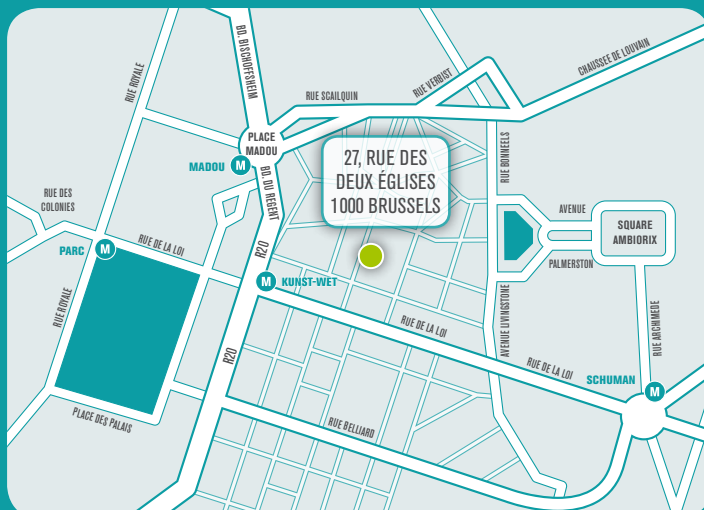 BD. BISCHOFFSHEIM
RUE ROYALE
RUE SCAILQUIN
RUE VERBIST
CHAUSSEE DE LOUVAIN
PLACE
MADOU
MADOU
M
BD. DU REGENT
27, RUE DES
DEUX ÉGLISES
1000 BRUSSELS
RUE BONNEELS
RUE DES
COLONIES
AVENUE
SQUARE
AMBIORIX
PALMERSTON
PARC
M
RUE DE LA LOI
R20
M
KUNST-WET
RUE ROYALE
RUE DE LA LOI
AVENUE LIVINGSTONE
RUE ARCHIMEDE
R20
RUE DE LA LOI
SCHUMAN
M
PLACE DES PALAIS
RUE BELLIARD